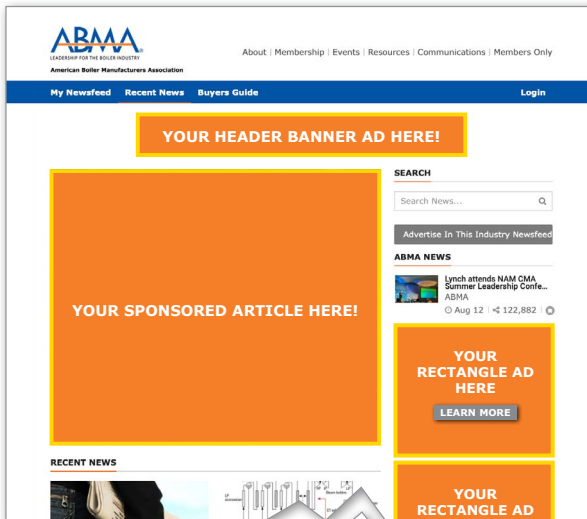 ABMA
LEADERSHIP FOR THE BOILER INDUSTRY
American Boiler Manufacturers Association
About | Membership | Events | Resources | Communications | Members Only
My Newsfeed Recent News Buyers Guide Login
YOUR HEADER BANNER AD HERE!
YOUR SPONSORED ARTICLE HERE!
SEARCH
Search News...
Advertise In This Industry Newsfeed
ABMA NEWS
Lynch attends NAM CMA
Summer Leadership Confe...
ABMA
Aug 12 | 122,882
YOUR
RECTANGLE AD
HERE
LEARN MORE
RECENT NEWS
YOUR
RECTANGLE AD